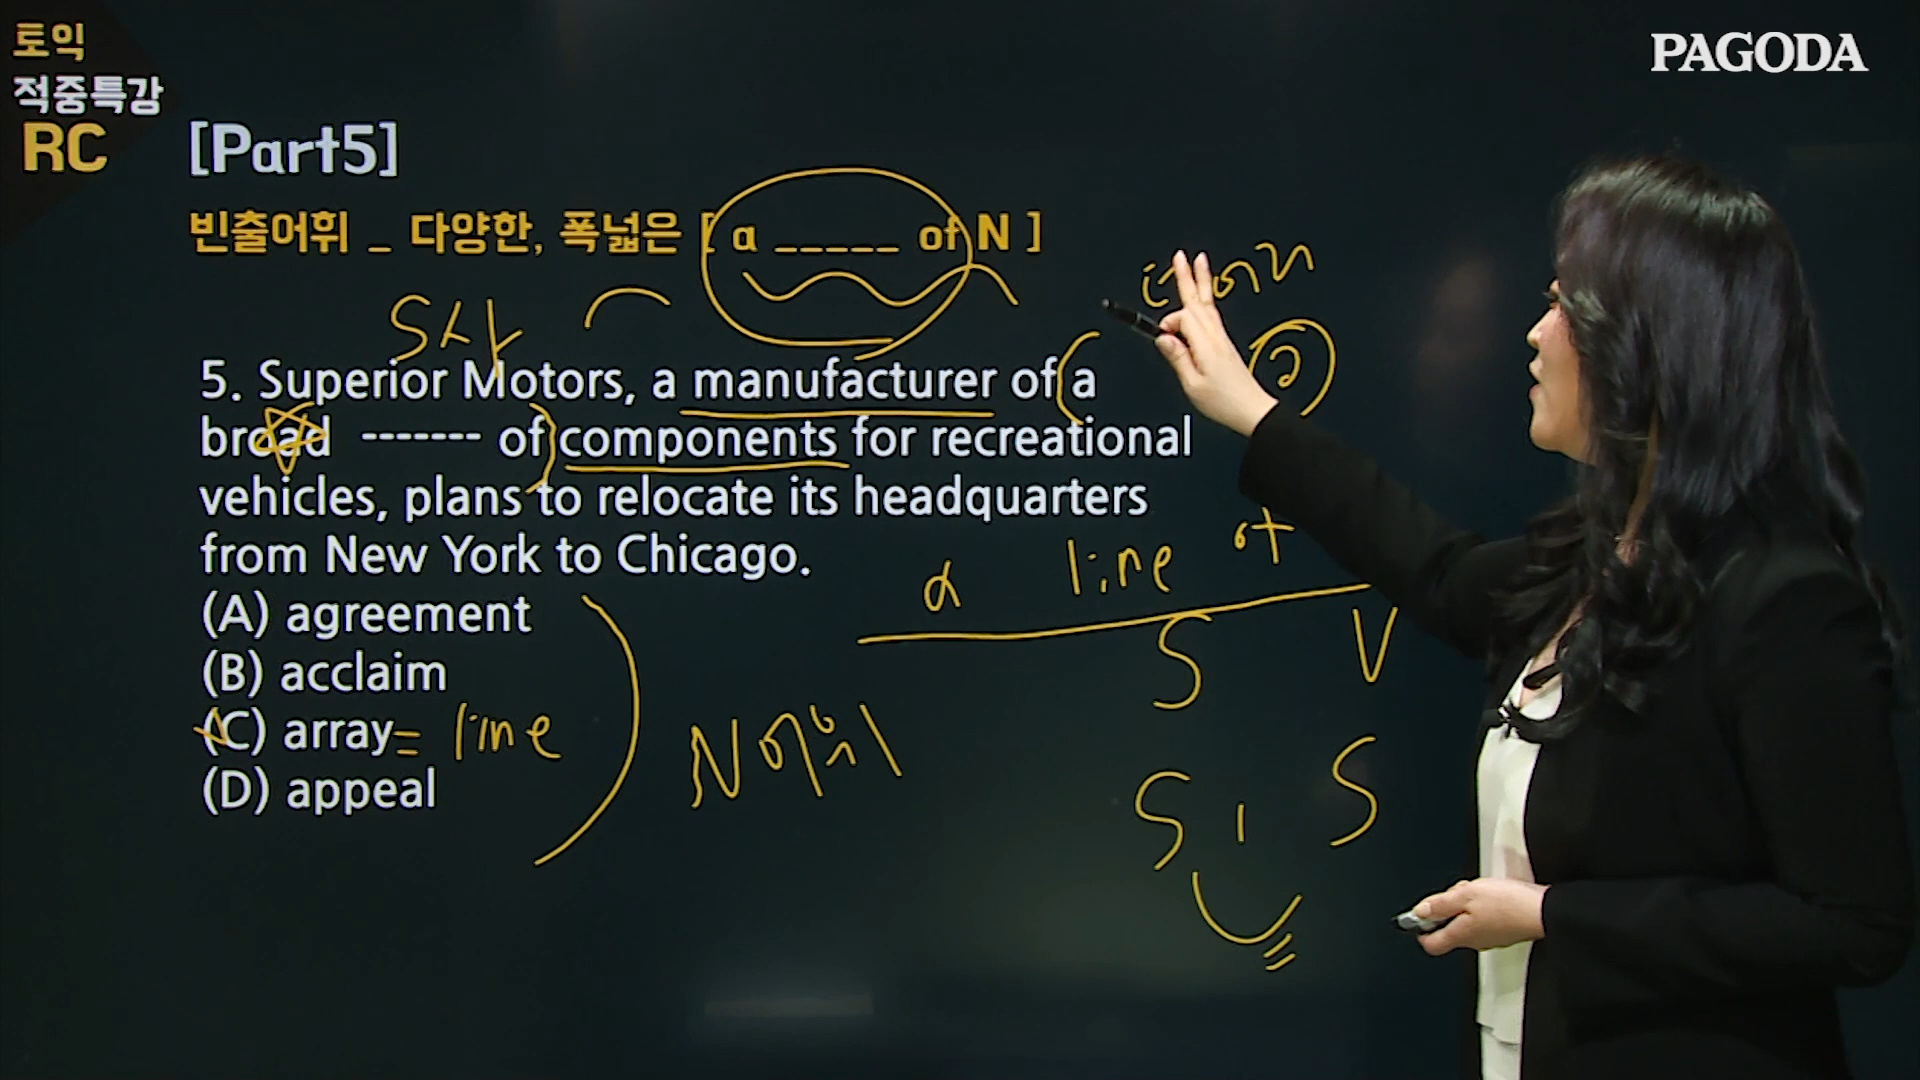 토익
적중특강
RC
PAGODA
[Part5]
빈출어휘 _ 다양한, 폭넓은 [ a _____ of N ]
5. Superior Motors, a manufacturer of a
broad ------- of components for recreational
vehicles, plans to relocate its headquarters
from New York to Chicago.
(A) agreement
(B) acclaim
(C) array = line
(D) appeal
a line of
S V
N어휘
S, S